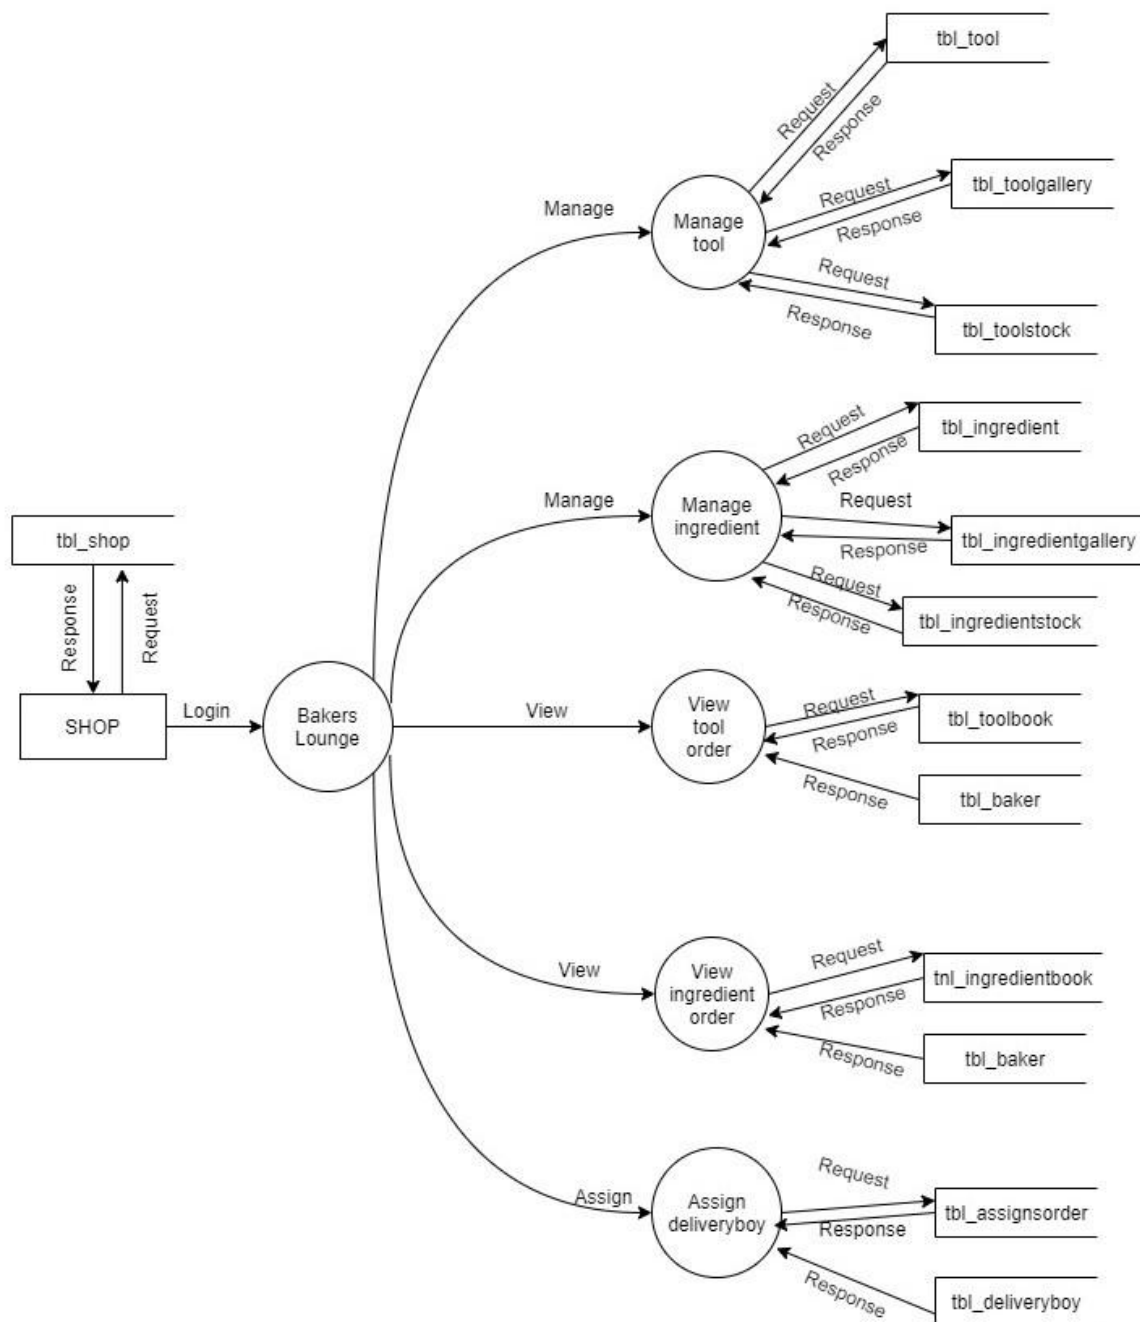 tbl_tool
Request
Response
tbl_toolgallery
Request
Response
Manage
Manage
tool
Request
Response
tbl_toolstock
Request
tbl_ingredient
Response
Manage
Manage
ingredient
Request
tbl_ingredientgallery
Response
Request
Response
tbl_ingredientstock
tbl_shop
Response
Request
SHOP
Login
Bakers
Lounge
View
View
tool
order
Request
Response
tbl_toolbook
Response
tbl_baker
View
View
ingredient
order
Request
tnl_ingredientbook
Response
Response
tbl_baker
Assign
Assign
deliveryboy
Request
tbl_assignsorder
Response
Response
tbl_deliveryboy